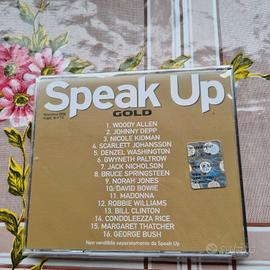 Speak Up
GOLD
1. WOODY ALLEN
2. JOHNNY DEPP
3. NICOLE KIDMAN
4. SCARLETT JOHANSSON
5. DENZEL WASHINGTON
6. GWYNETH PALTROW
7. JACK NICHOLSON
8. BRUCE SPRINGSTEEN
9. NORAH JONES
10. DAVID BOWIE
11. MADONNA
12. ROBBIE WILLIAMS
13. BILL CLINTON
14. CONDOLEEZZA RICE
15. MARGARET THATCHER
16. GEORGE BUSH
Non vendibile separatamente da Speak Up
subito